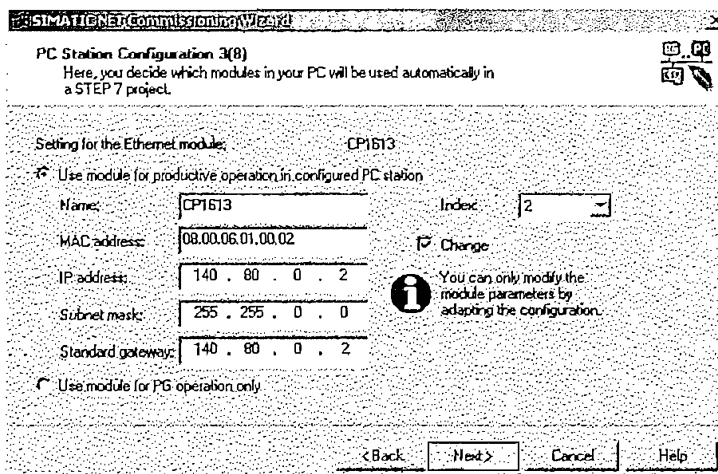 SIMATIC NET Commissioning Wizard
PC Station Configuration 3(8)
Here, you decide which modules in your PC will be used automatically in
a STEP 7 project.
Setting for the Ethernet module: CP1613
Use module for productive operation in configured PC station
Name: CP1613 Index: 2
MAC address: 08.00.06.01.00.02 Change
IP address: 140 . 80 . 0 . 2
You can only modify the
module parameters by
adapting the configuration.
Subnet mask: 255 . 255 . 0 . 0
Standard gateway: 140 . 80 . 0 . 2
Use module for PG operation only
< Back Next > Cancel Help